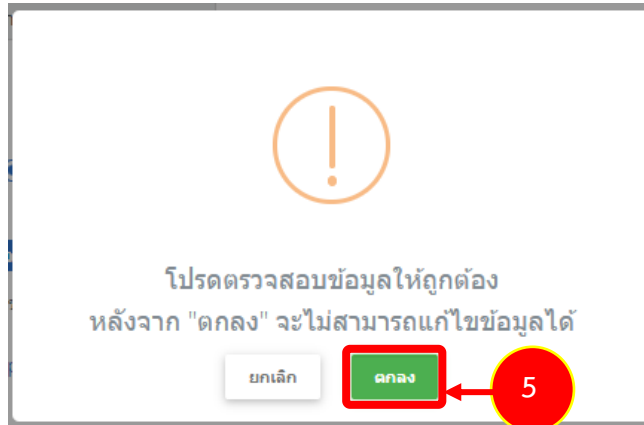 โปรดตรวจสอบข้อมูลให้ถูกต้อง
หลังจาก "ตกลง" จะไม่สามารถแก้ไขข้อมูลได้
ยกเลิก ตกลง 5